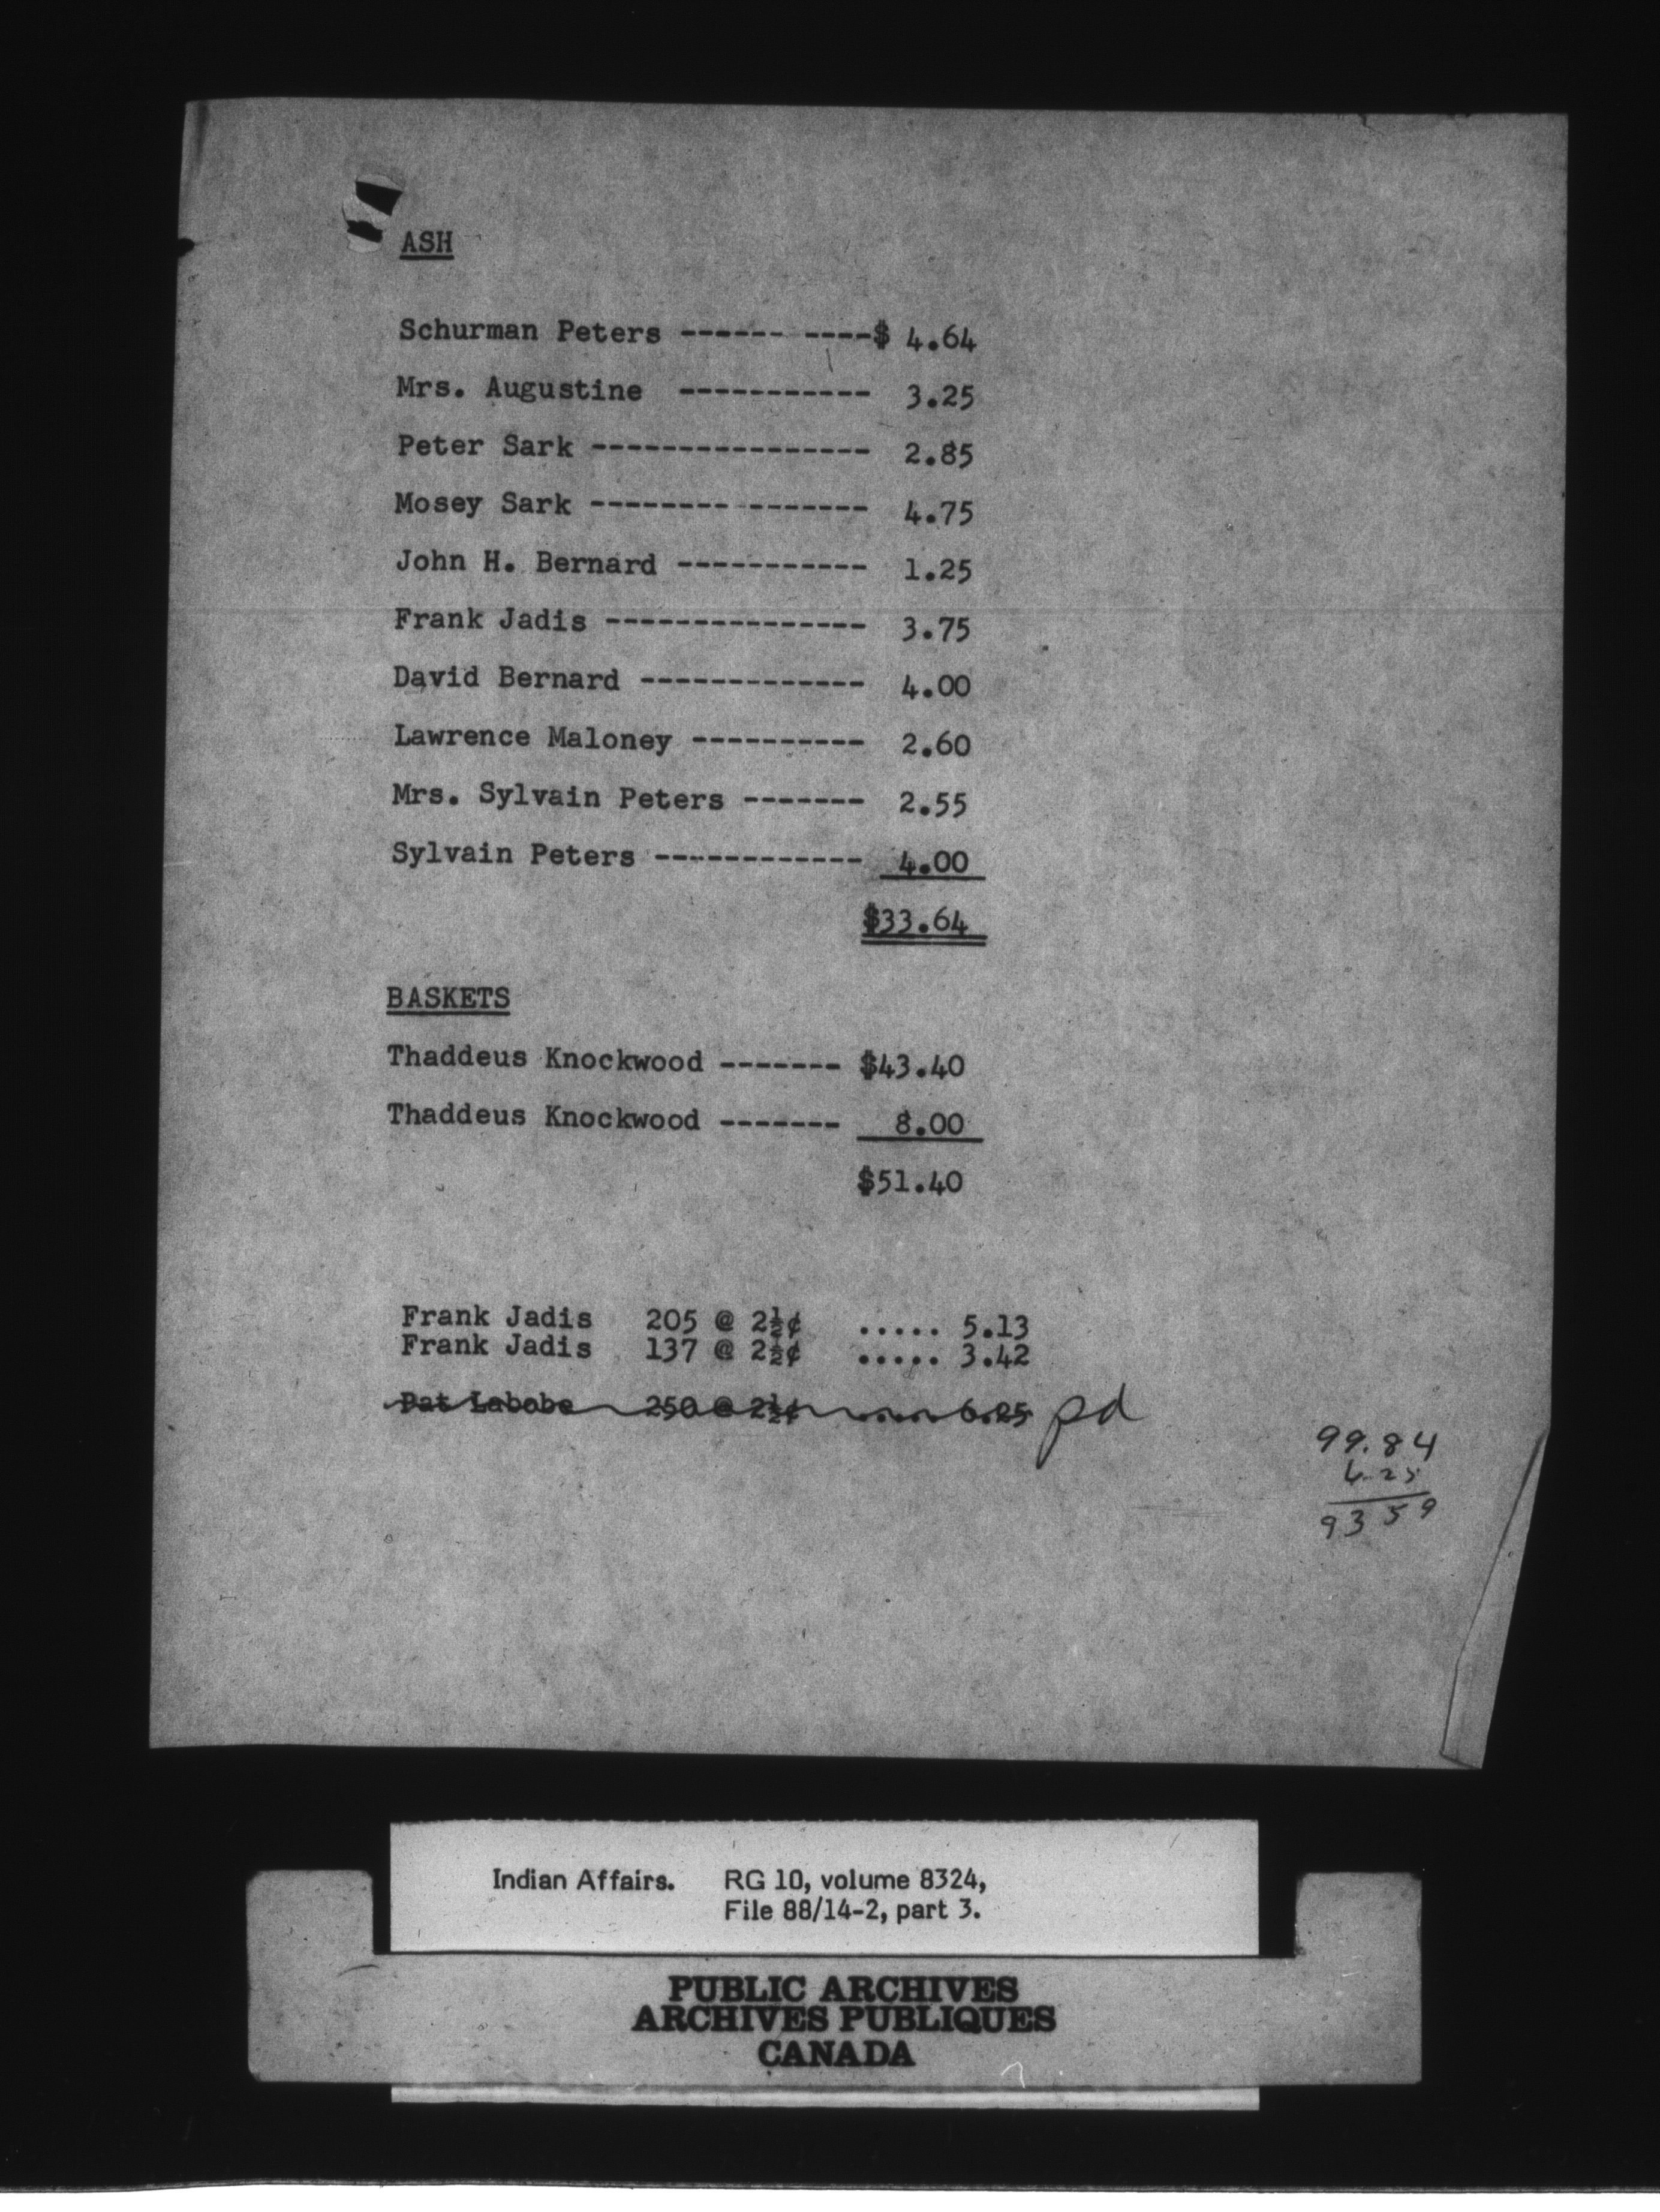 ASH
Schurman Peters ------ ----$ 4.64
Mrs. Augustine ----------- 3.25
Peter Sark ---------------- 2.85
Mosey Sark -------- ------- 4.75
John H. Bernard ----------- 1.25
Frank Jadis --------------- 3.75
David Bernard ------------- 4.00
Lawrence Maloney ---------- 2.60
Mrs. Sylvain Peters ------- 2.55
Sylvain Peters ------------ 4.00
$33.64
BASKETS
Thaddeus Knockwood ------- $43.40
Thaddeus Knockwood ------- 8.00
$51.40
Frank Jadis 205 @ 2½¢ ..... 5.13
Frank Jadis 137 @ 2½¢ ..... 3.42
Pat Labobe 250 @ 2½¢ ..... 6.25 pd
99.84
6.25
93 59
Indian Affairs. RG 10, volume 8324,
File 88/14-2, part 3.
PUBLIC ARCHIVES
ARCHIVES PUBLIQUES
CANADA